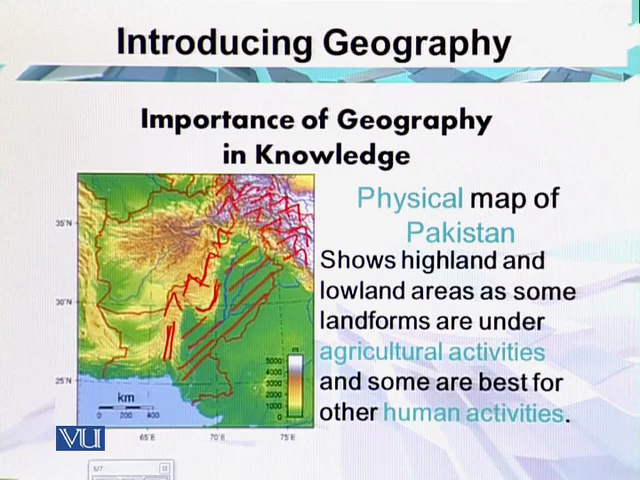 Introducing Geography
Importance of Geography
in Knowledge
Physical map of
Pakistan
Shows highland and
lowland areas as some
landforms are under
agricultural activities
and some are best for
other human activities.
35°N
30°N
25°N
65°E
70°E
75°E
km
0 200 400
m
5000
4000
3000
2000
1000
0
VU
5/7